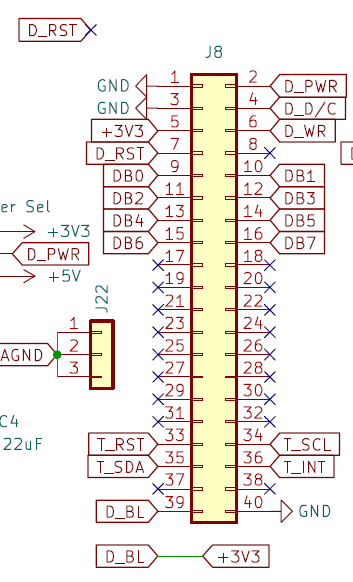 D_RST
J8
GND 1 2 D_PWR
GND 3 4 D_D/C
+3V3 5 6 D_WR
D_RST 7 8
DB0 9 10 DB1
DB2 11 12 DB3
DB4 13 14 DB5
DB6 15 16 DB7
17 18
19 20
21 22
23 24
25 26
27 28
29 30
31 32
T_RST 33 34 T_SCL
T_SDA 35 36 T_INT
37 38
D_BL 39 40 GND
D_BL +3V3
er Sel
+3V3
D_PWR
+5V
J22
1
AGND 2
3
C4
22uF